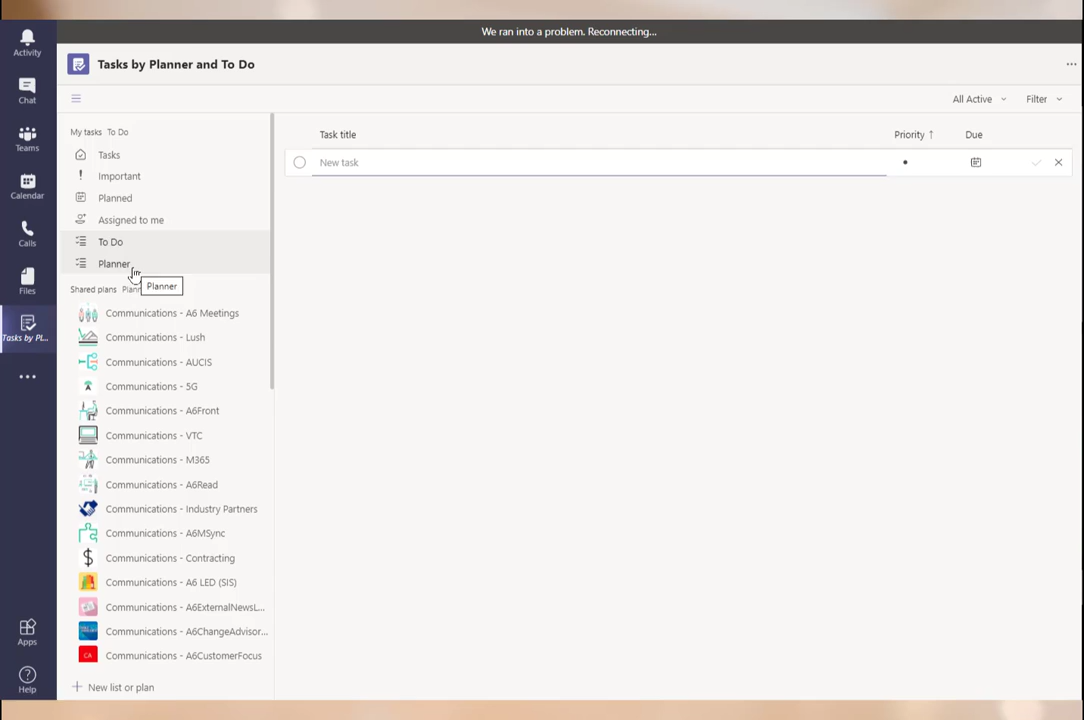 We ran into a problem. Reconnecting...
Activity
Chat
Teams
Calendar
Calls
Files
Tasks by Pl...
Apps
Help
Tasks by Planner and To Do
All Active
Filter
My tasks To Do
Tasks
Important
Planned
Assigned to me
To Do
Planner
Planner
Shared plans Plann
Communications - A6 Meetings
Communications - Lush
Communications - AUCIS
Communications - 5G
Communications - A6Front
Communications - VTC
Communications - M365
Communications - A6Read
Communications - Industry Partners
Communications - A6MSync
Communications - Contracting
Communications - A6 LED (SIS)
Communications - A6ExternalNewsL...
Communications - A6ChangeAdvisor...
CA Communications - A6CustomerFocus
New list or plan
Task title Priority ↑ Due
New task